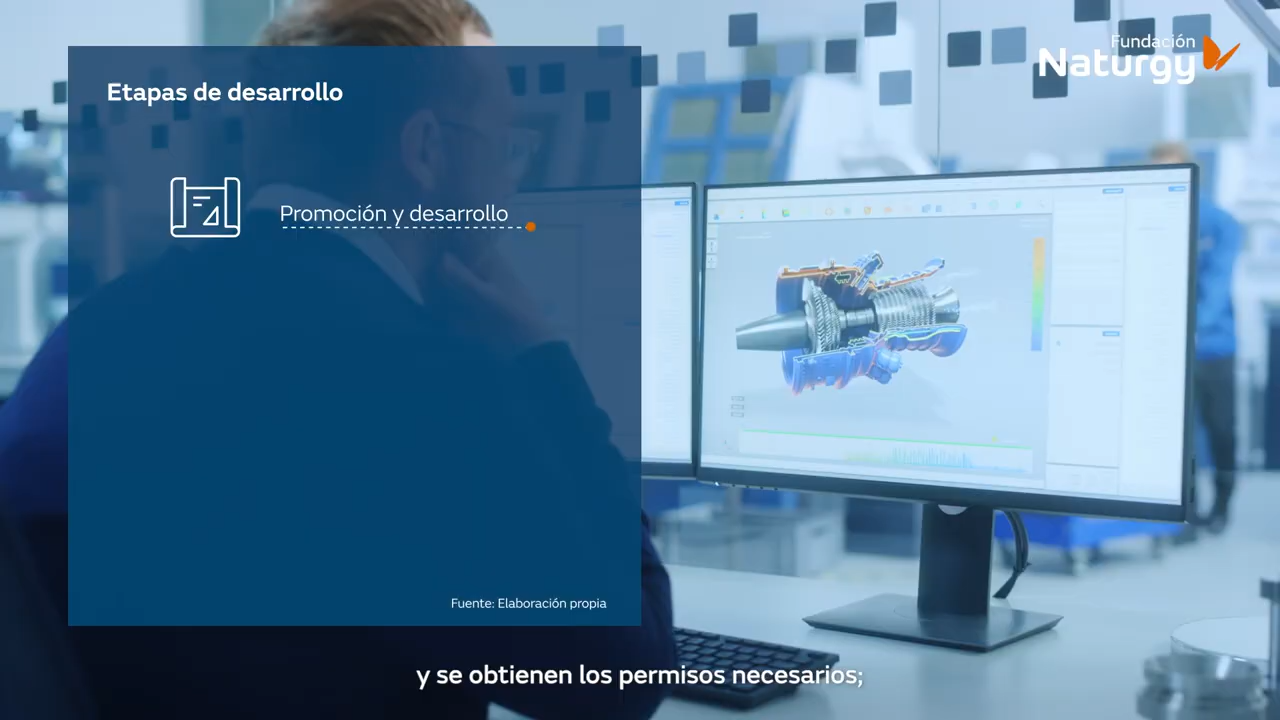 Fundación
Naturgy
Etapas de desarrollo
Promoción y desarrollo
Fuente: Elaboración propia
y se obtienen los permisos necesarios;